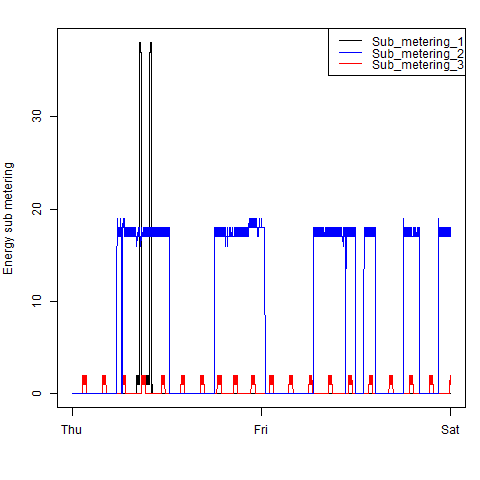 Sub_metering_1
Sub_metering_2
Sub_metering_3
Energy sub metering
30
20
10
0
Thu Fri Sat